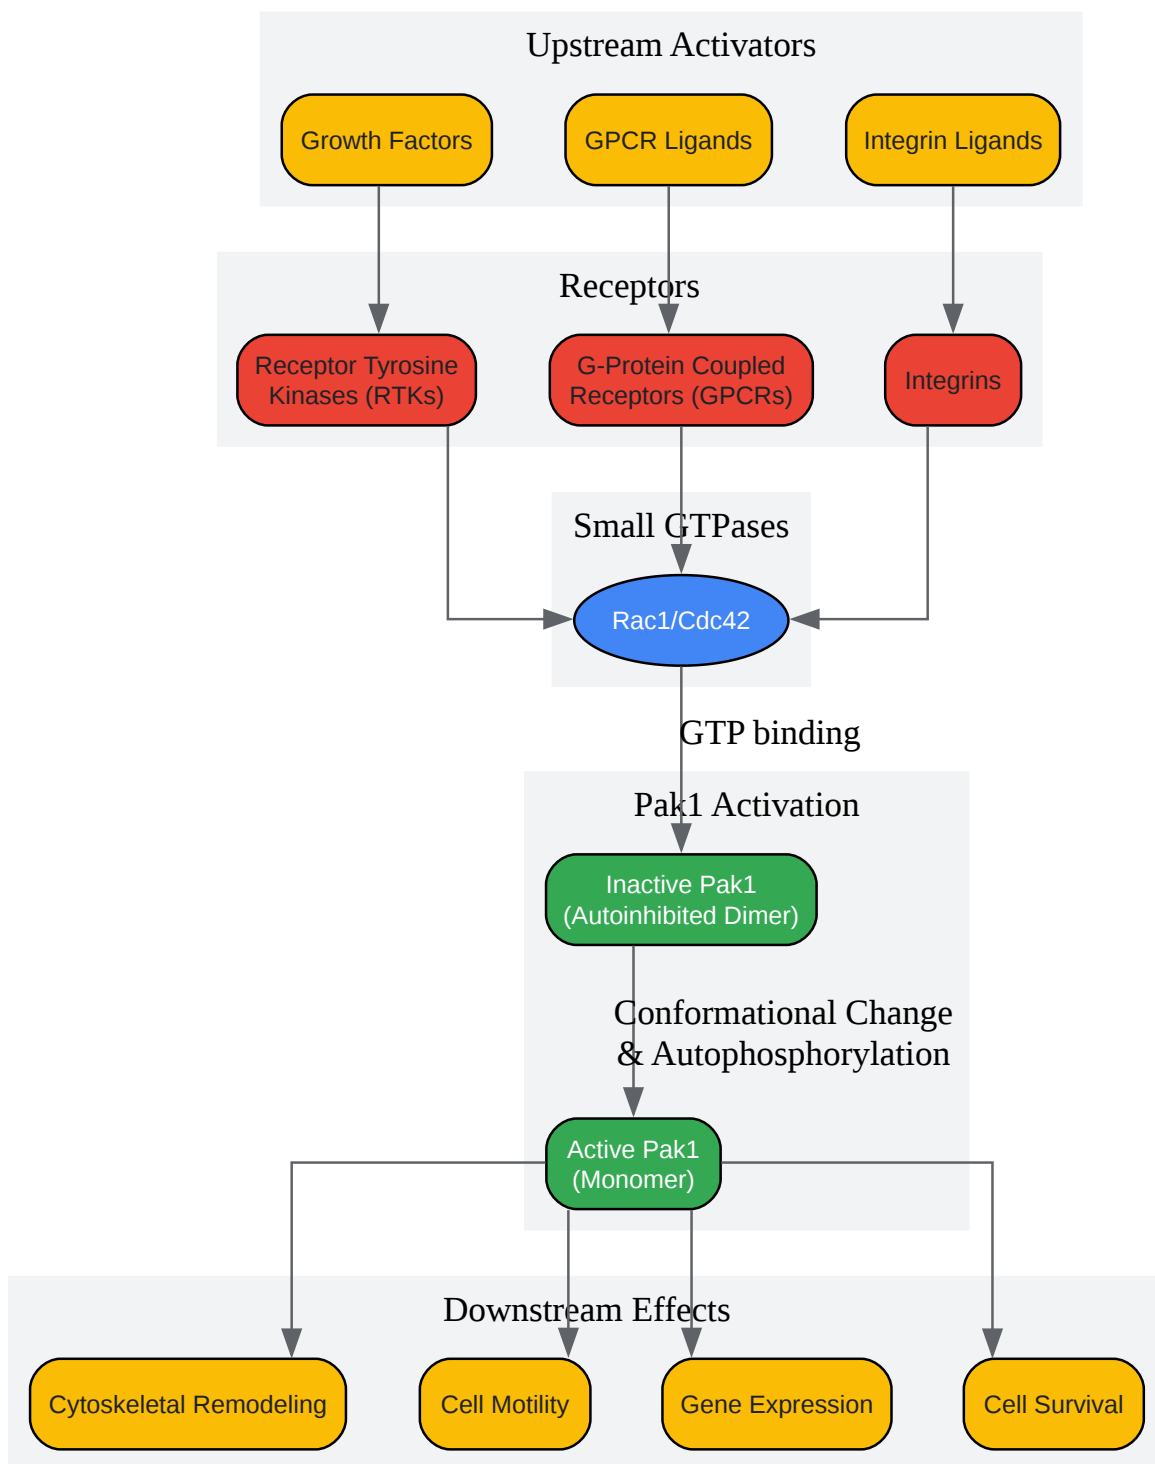 Upstream Activators
Growth Factors
GPCR Ligands
Integrin Ligands
Receptors
Receptor Tyrosine
Kinases (RTKs)
G-Protein Coupled
Receptors (GPCRs)
Integrins
Small GTPases
Rac1/Cdc42
GTP binding
Pak1 Activation
Inactive Pak1
(Autoinhibited Dimer)
Conformational Change
& Autophosphorylation
Active Pak1
(Monomer)
Downstream Effects
Cytoskeletal Remodeling
Cell Motility
Gene Expression
Cell Survival